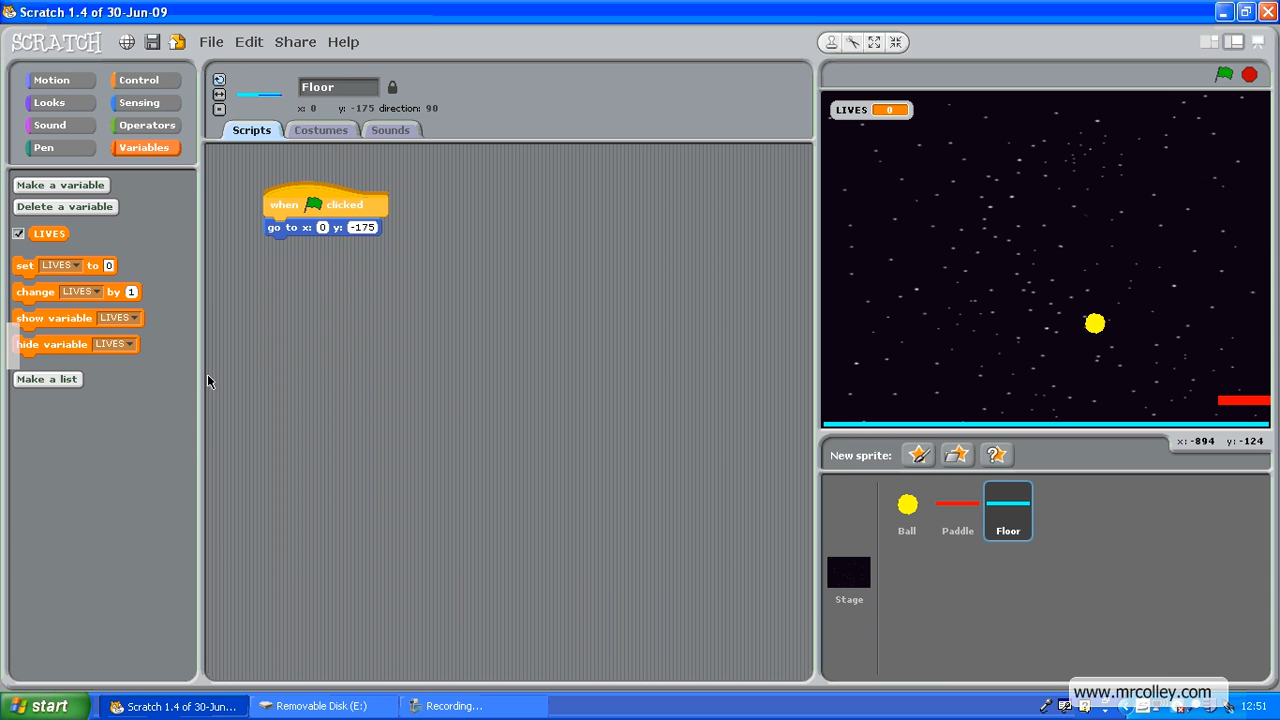 Scratch 1.4 of 30-Jun-09
SCRATCH File Edit Share Help
Motion Control
Looks Sensing
Sound Operators
Pen Variables
Make a variable
Delete a variable
LIVES
set LIVES to 0
change LIVES by 1
show variable LIVES
hide variable LIVES
Make a list
Floor
x: 0 y: -175 direction: 90
Scripts Costumes Sounds
when clicked
go to x: 0 y: -175
LIVES 0
x: -894 y: -124
New sprite:
Ball Paddle Floor
Stage
www.mrcolley.com
start Scratch 1.4 of 30-Jun... Removable Disk (E:) Recording... 12:51